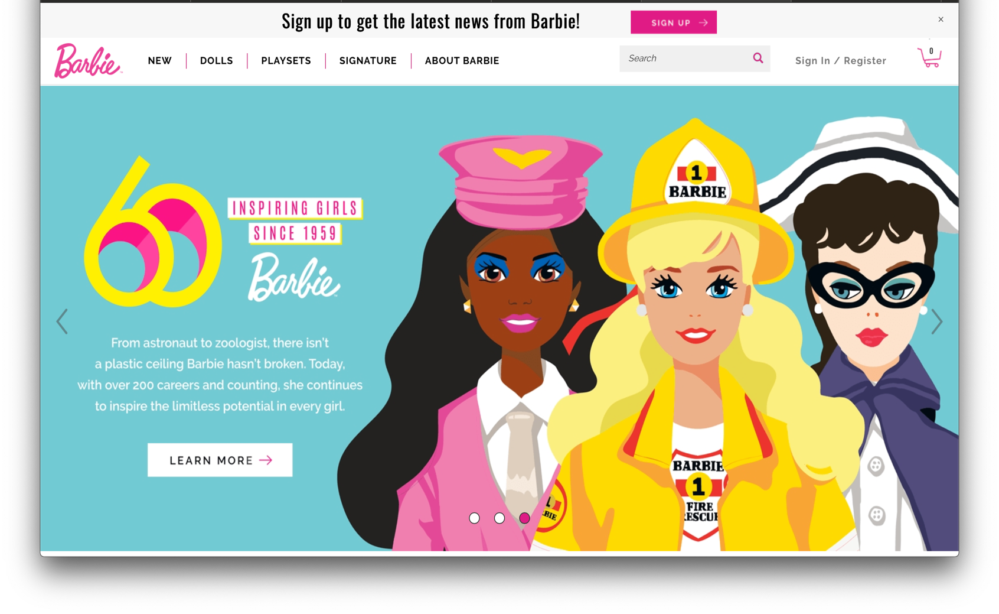 Sign up to get the latest news from Barbie!
SIGN UP
×
Barbie
NEW
DOLLS
PLAYSETS
SIGNATURE
ABOUT BARBIE
Search
Sign In / Register
0
60
INSPIRING GIRLS
SINCE 1959
Barbie
From astronaut to zoologist, there isn't
a plastic ceiling Barbie hasn't broken. Today,
with over 200 careers and counting, she continues
to inspire the limitless potential in every girl.
LEARN MORE
1
BARBIE
BARBIE
1
FIRE